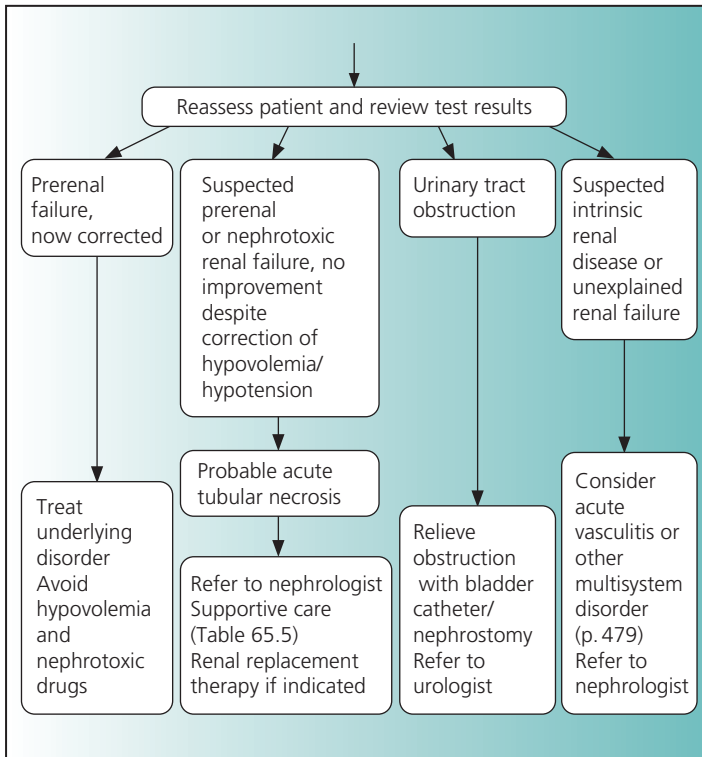 Reassess patient and review test results
Prerenal
failure,
now corrected
Suspected
prerenal
or nephrotoxic
renal failure, no
improvement
despite
correction of
hypovolemia/
hypotension
Urinary tract
obstruction
Suspected
intrinsic
renal
disease or
unexplained
renal failure
Probable acute
tubular necrosis
Treat
underlying
disorder
Avoid
hypovolemia
and
nephrotoxic
drugs
Refer to nephrologist
Supportive care
(Table 65.5)
Renal replacement
therapy if indicated
Relieve
obstruction
with bladder
catheter/
nephrostomy
Refer to
urologist
Consider
acute
vasculitis or
other
multisystem
disorder
(p. 479)
Refer to
nephrologist